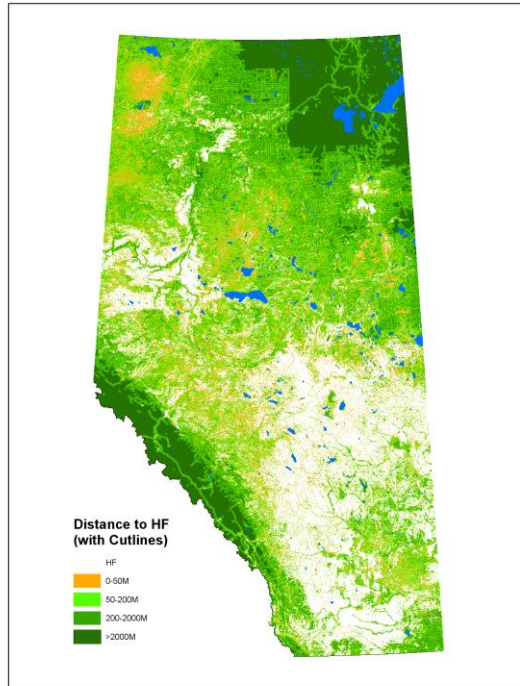 Distance to HF
(with Cutlines)
HF
0-50M
50-200M
200-2000M
>2000M